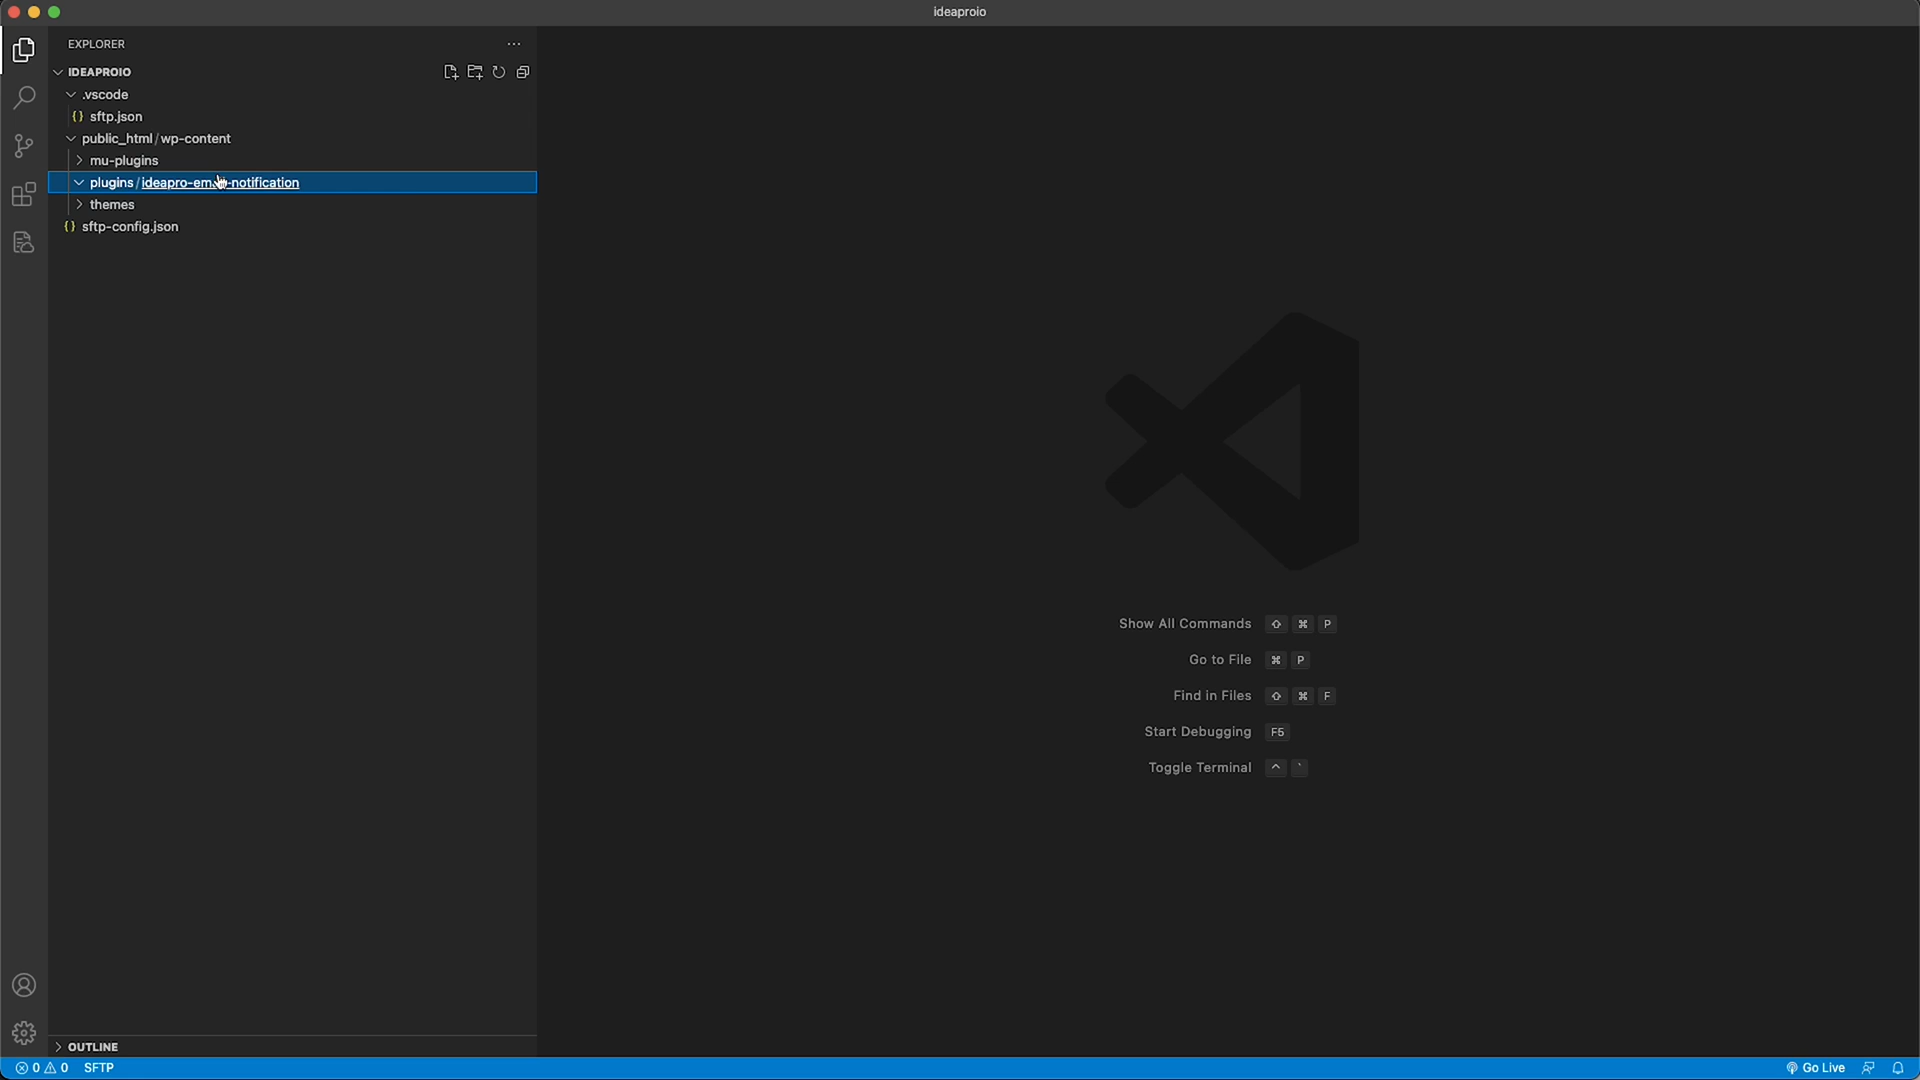 ideaproio
EXPLORER
IDEAPROIO
.vscode
{} sftp.json
public_html / wp-content
mu-plugins
plugins / ideapro-em notification
themes
{} sftp-config.json
Show All Commands ⇧ ⌘ P
Go to File ⌘ P
Find in Files ⇧ ⌘ F
Start Debugging F5
Toggle Terminal ^ `
OUTLINE
0 0 SFTP
Go Live